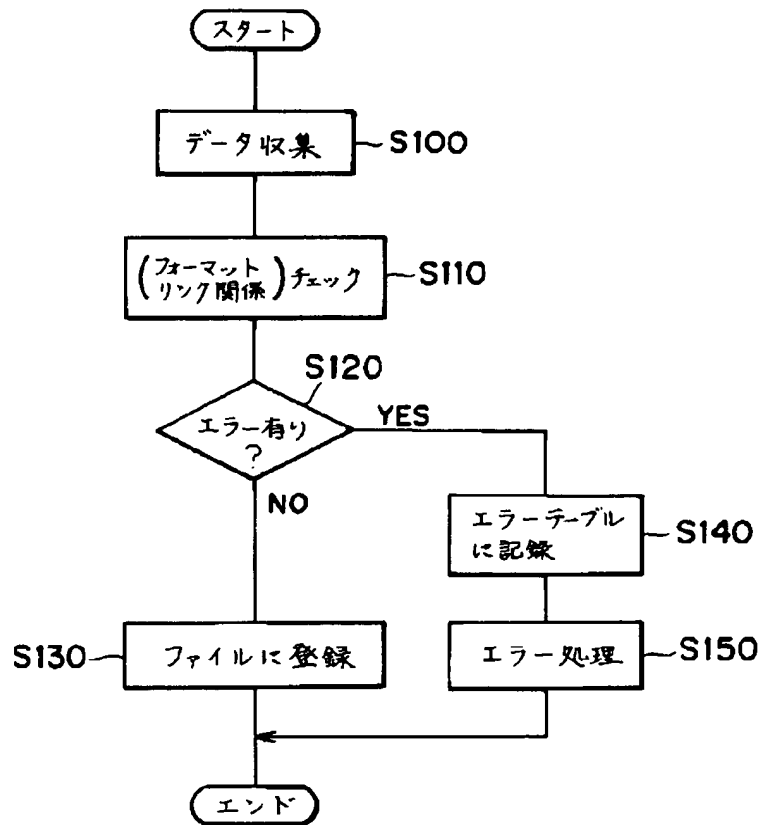 スタート
データ収集
S100
(フォーマット
リンク関係)チェック
S110
S120
エラー有り
?
YES
NO
エラーテーブル
に記録
S140
S130
ファイルに登録
エラー処理
S150
エンド